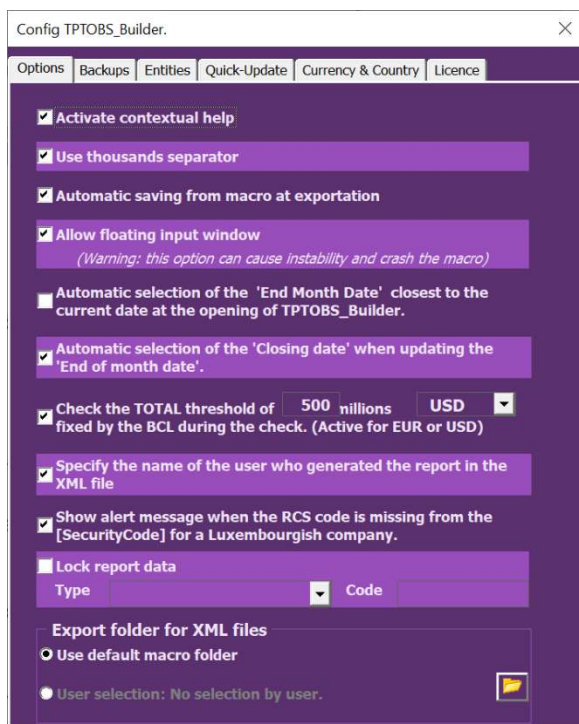 Config TPTOBS_Builder.
Options Backups Entities Quick-Update Currency & Country Licence
Activate contextual help
Use thousands separator
Automatic saving from macro at exportation
Allow floating input window
(Warning: this option can cause instability and crash the macro)
Automatic selection of the 'End Month Date' closest to the
current date at the opening of TPTOBS_Builder.
Automatic selection of the 'Closing date' when updating the
'End of month date'.
Check the TOTAL threshold of 500 millions USD
fixed by the BCL during the check. (Active for EUR or USD)
Specify the name of the user who generated the report in the
XML file
Show alert message when the RCS code is missing from the
[SecurityCode] for a Luxembourgish company.
Lock report data
Type Code
Export folder for XML files
Use default macro folder
User selection: No selection by user.